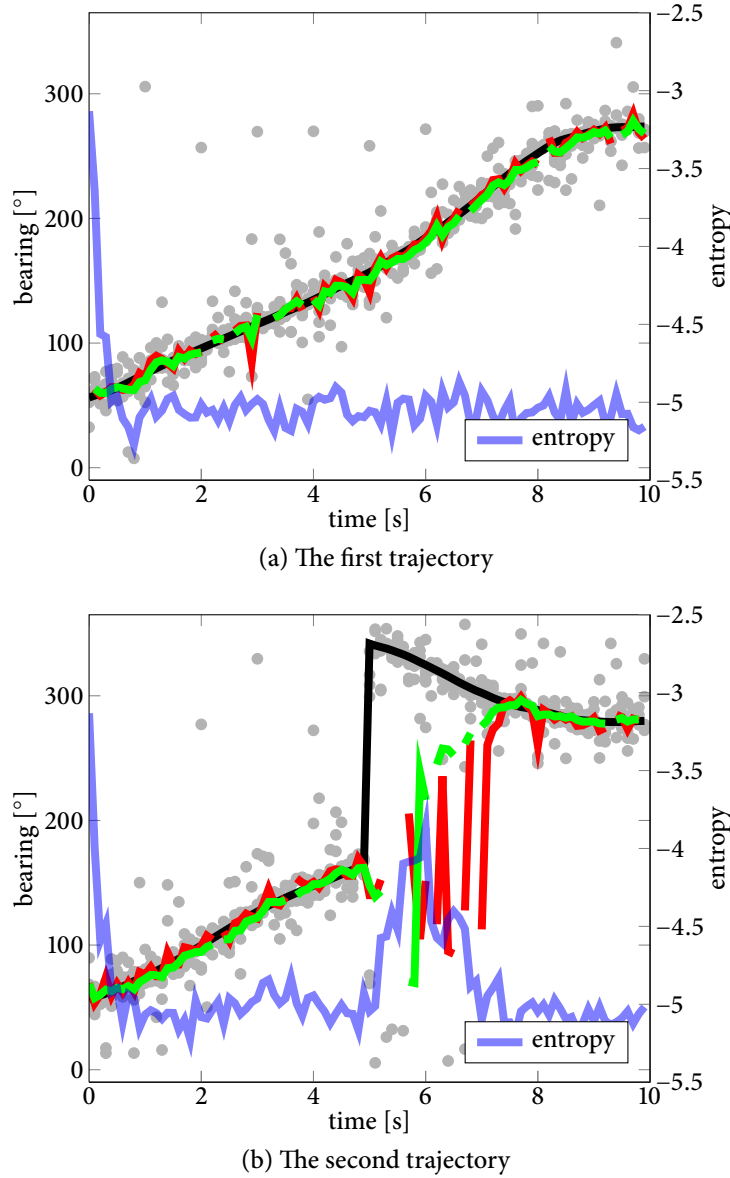 −2.5
300
−3
−3.5
200
−4
bearing [°]
entropy
−4.5
100
−5
entropy
0
−5.5
0 2 4 6 8 10
time [s]
(a) The first trajectory
−2.5
300
−3
−3.5
200
−4
bearing [°]
entropy
−4.5
100
−5
entropy
0
−5.5
0 2 4 6 8 10
time [s]
(b) The second trajectory